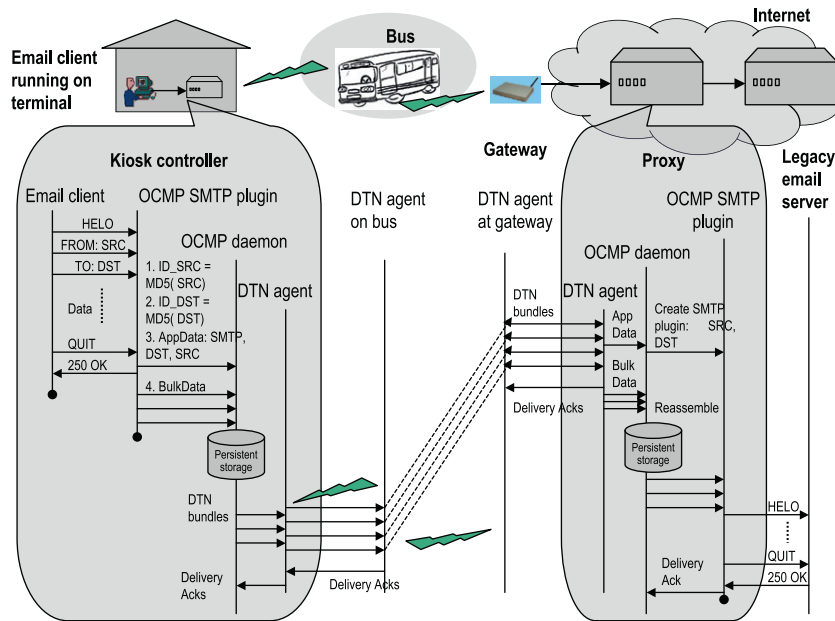 Internet
Bus
Email client
running on
terminal
Kiosk controller
Gateway
Proxy
Legacy
email
server
Email client
OCMP SMTP plugin
DTN agent
on bus
DTN agent
at gateway
OCMP SMTP
plugin
HELO
FROM: SRC
TO: DST
Data
QUIT
250 OK
OCMP daemon
1. ID_SRC =
MD5( SRC)
2. ID_DST =
MD5( DST)
3. AppData: SMTP,
DST, SRC
4. BulkData
DTN agent
Persistent
storage
DTN
bundles
Delivery
Acks
Delivery Acks
OCMP daemon
DTN agent
DTN
bundles
App
Data
Create SMTP
plugin: SRC,
DST
Bulk
Data
Delivery Acks
Reassemble
Persistent
storage
HELO
QUIT
250 OK
Delivery
Ack